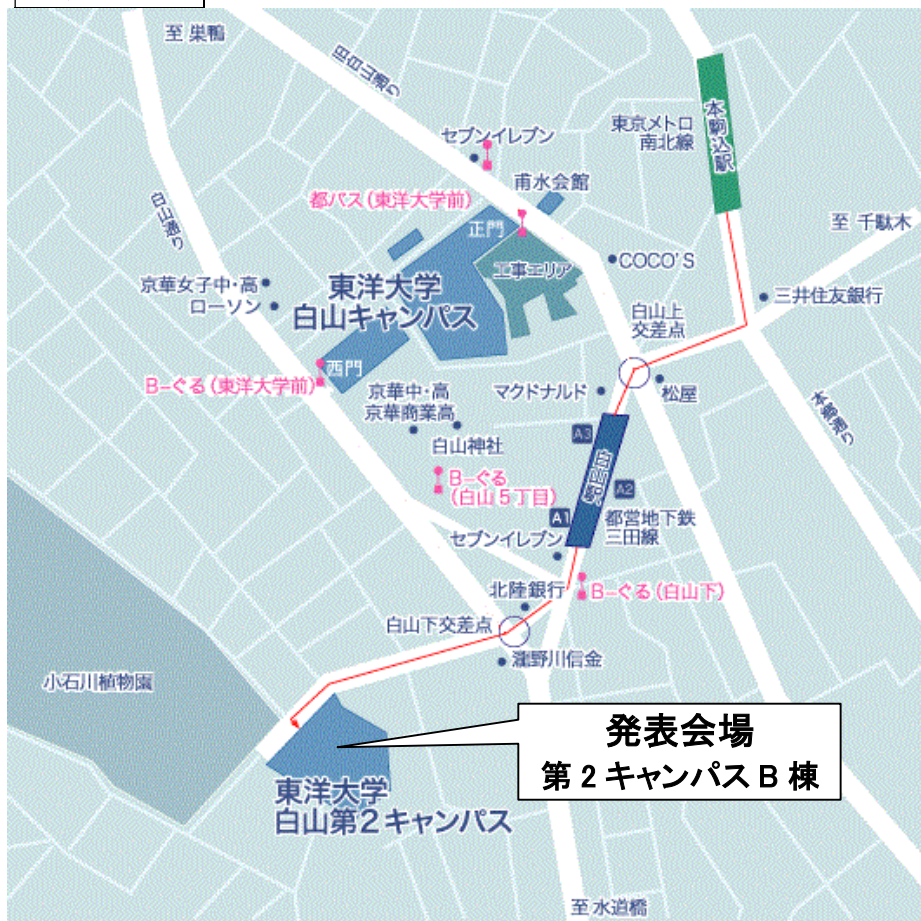 至 巣鴨
旧白山通り
本駒込駅
東京メトロ
南北線
セブンイレブン
甫水会館
都バス(東洋大学前)
正門
白山通り
至 千駄木
工事エリア
COCO'S
京華女子中・高
ローソン
東洋大学
白山キャンパス
三井住友銀行
白山上
交差点
西門
B-ぐる(東洋大学前)
京華中・高
京華商業高
マクドナルド
松屋
本郷通り
白山神社
A3
白山駅
B-ぐる
(白山5丁目)
A2
A1
都営地下鉄
三田線
セブンイレブン
北陸銀行
B-ぐる(白山下)
白山下交差点
瀧野川信金
小石川植物園
発表会場
第2キャンパスB棟
東洋大学
白山第2キャンパス
至 水道橋